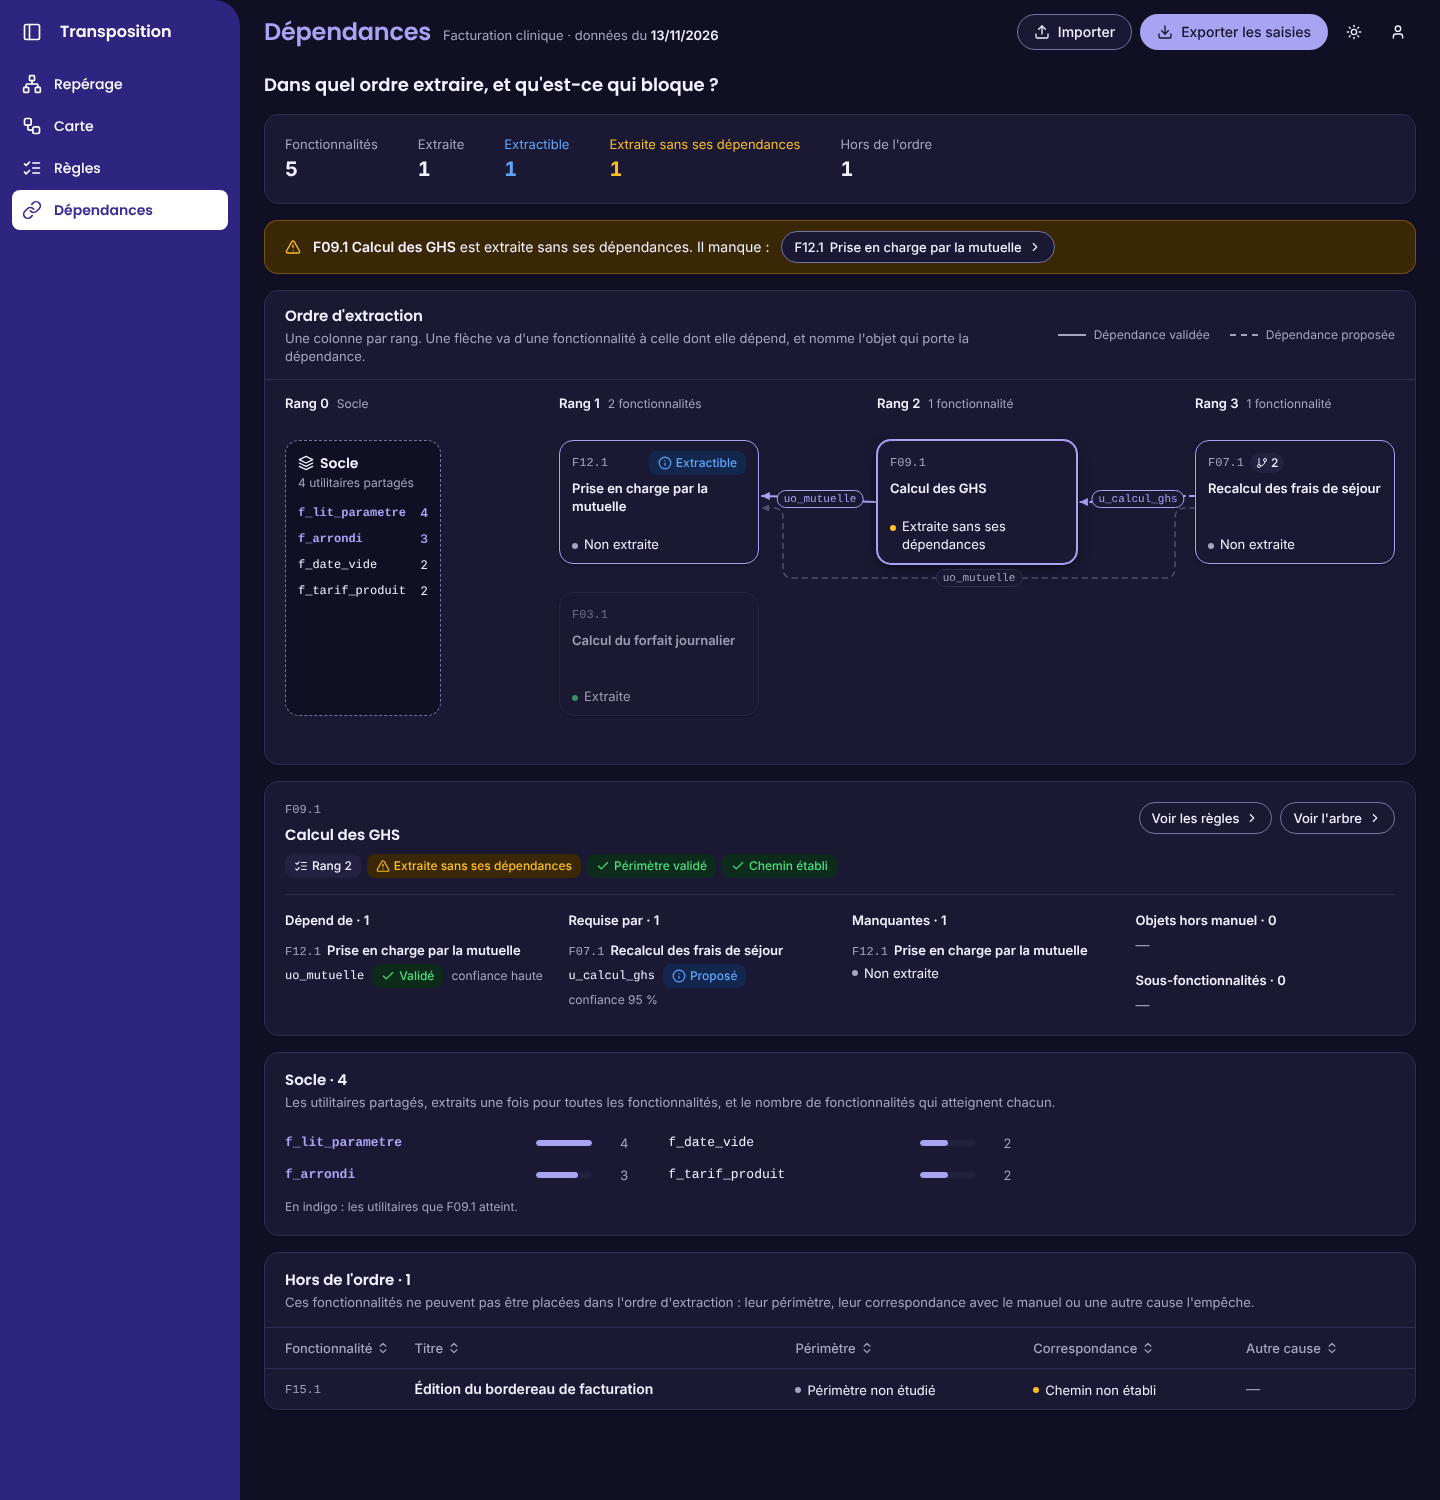 Transposition
Repérage
Carte
Règles
Dépendances
Dépendances Facturation clinique · données du 13/11/2026
Importer
Exporter les saisies
Dans quel ordre extraire, et qu'est-ce qui bloque ?
Fonctionnalités Extraite Extractible Extraite sans ses dépendances Hors de l'ordre
5 1 1 1 1
F09.1 Calcul des GHS est extraite sans ses dépendances. Il manque : F12.1 Prise en charge par la mutuelle
Ordre d'extraction
Une colonne par rang. Une flèche va d'une fonctionnalité à celle dont elle dépend, et nomme l'objet qui porte la
dépendance.
Dépendance validée Dépendance proposée
Rang 0 Socle
Rang 1 2 fonctionnalités
Rang 2 1 fonctionnalité
Rang 3 1 fonctionnalité
Socle
4 utilitaires partagés
f_lit_parametre 4
f_arrondi 3
f_date_vide 2
f_tarif_produit 2
F12.1 Extractible
Prise en charge par la
mutuelle
Non extraite
uo_mutuelle
F09.1
Calcul des GHS
Extraite sans ses
dépendances
u_calcul_ghs
F07.1 2
Recalcul des frais de séjour
Non extraite
uo_mutuelle
F03.1
Calcul du forfait journalier
Extraite
F09.1
Calcul des GHS
Voir les règles
Voir l'arbre
Rang 2 Extraite sans ses dépendances Périmètre validé Chemin établi
Dépend de · 1
F12.1 Prise en charge par la mutuelle
uo_mutuelle Validé confiance haute
Requise par · 1
F07.1 Recalcul des frais de séjour
u_calcul_ghs Proposé
confiance 95 %
Manquantes · 1
F12.1 Prise en charge par la mutuelle
Non extraite
Objets hors manuel · 0
—
Sous-fonctionnalités · 0
—
Socle · 4
Les utilitaires partagés, extraits une fois pour toutes les fonctionnalités, et le nombre de fonctionnalités qui atteignent chacun.
f_lit_parametre 4 f_date_vide 2
f_arrondi 3 f_tarif_produit 2
En indigo : les utilitaires que F09.1 atteint.
Hors de l'ordre · 1
Ces fonctionnalités ne peuvent pas être placées dans l'ordre d'extraction : leur périmètre, leur correspondance avec le manuel ou une autre cause l'empêche.
Fonctionnalité Titre Périmètre Correspondance Autre cause
F15.1 Édition du bordereau de facturation Périmètre non étudié Chemin non établi —